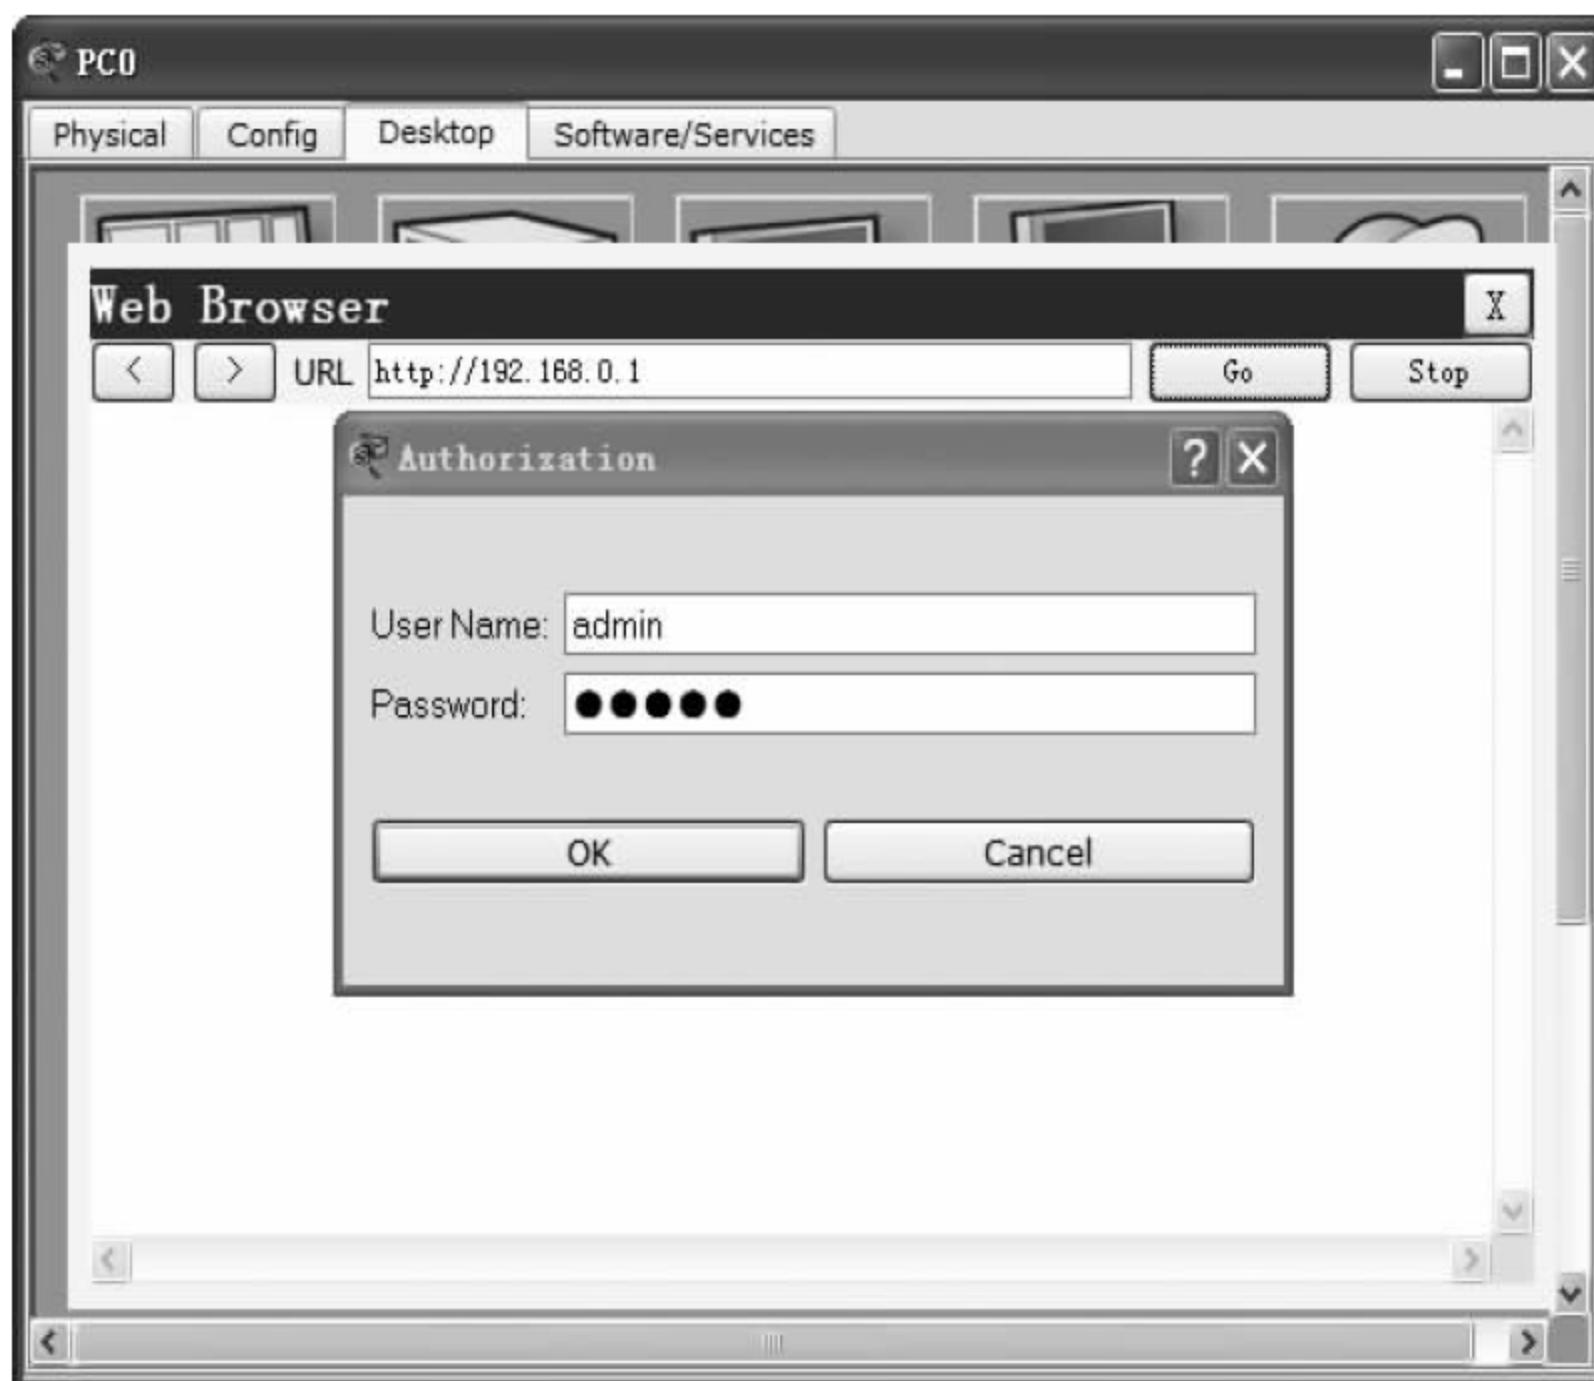 PC0
Physical Config Desktop Software/Services
Web Browser X
< > URL http://192.168.0.1 Go Stop
Authorization
User Name: admin
Password: ●●●●●
OK Cancel